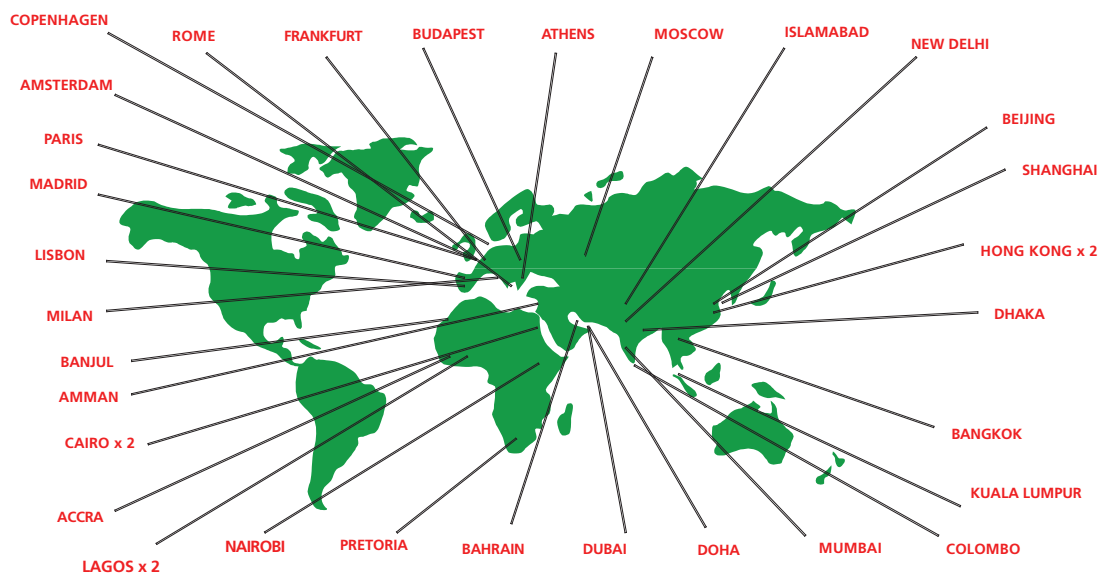 COPENHAGEN
ROME
FRANKFURT
BUDAPEST
ATHENS
MOSCOW
ISLAMABAD
NEW DELHI
AMSTERDAM
BEIJING
PARIS
SHANGHAI
MADRID
LISBON
HONG KONG x 2
MILAN
DHAKA
BANJUL
AMMAN
CAIRO x 2
BANGKOK
KUALA LUMPUR
ACCRA
LAGOS x 2
NAIROBI
PRETORIA
BAHRAIN
DUBAI
DOHA
MUMBAI
COLOMBO